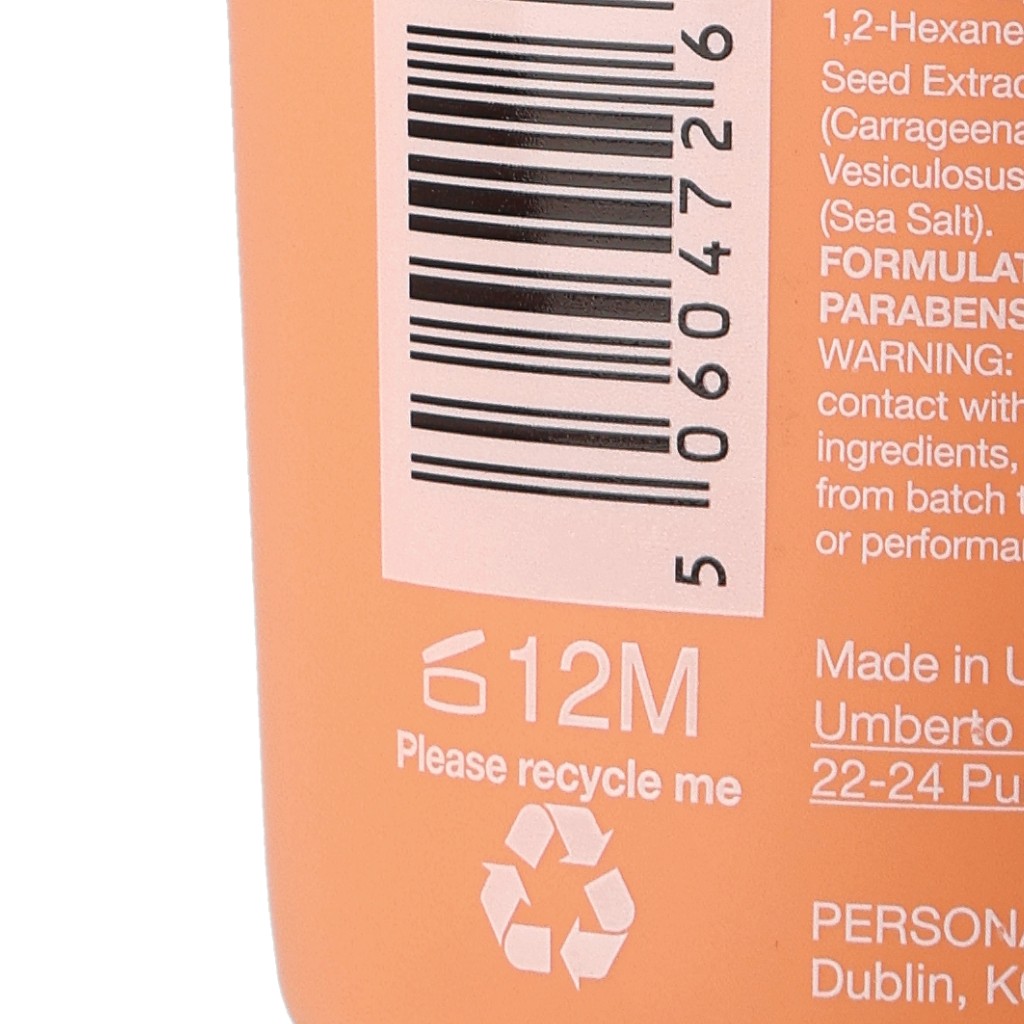 5 060472 6
12M
Please recycle me
1,2-Hexane
Seed Extrac
(Carrageena
Vesiculosus
(Sea Salt).
FORMULAT
PARABENS
WARNING:
contact with
ingredients,
from batch t
or performa
Made in U
Umberto
22-24 Pu
PERSONA
Dublin, K